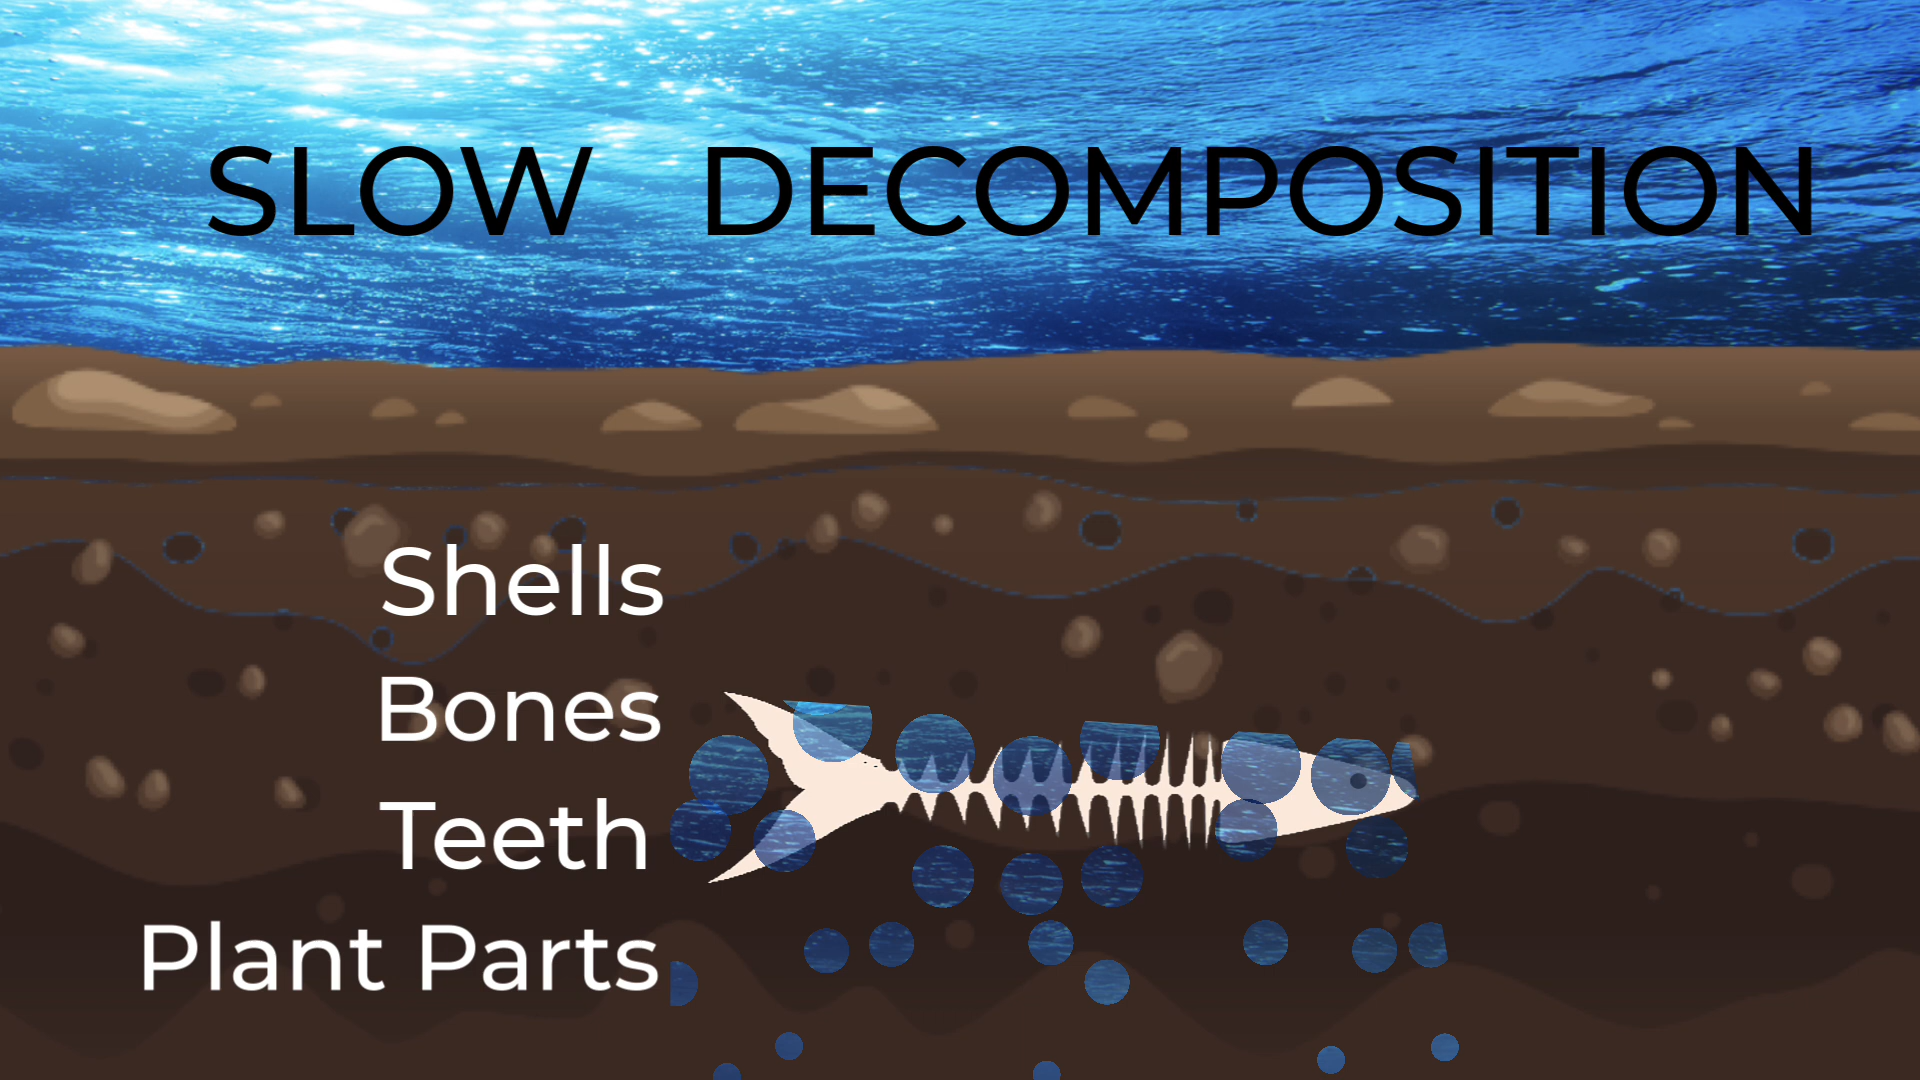 SLOW DECOMPOSITION
Shells
Bones
Teeth
Plant Parts